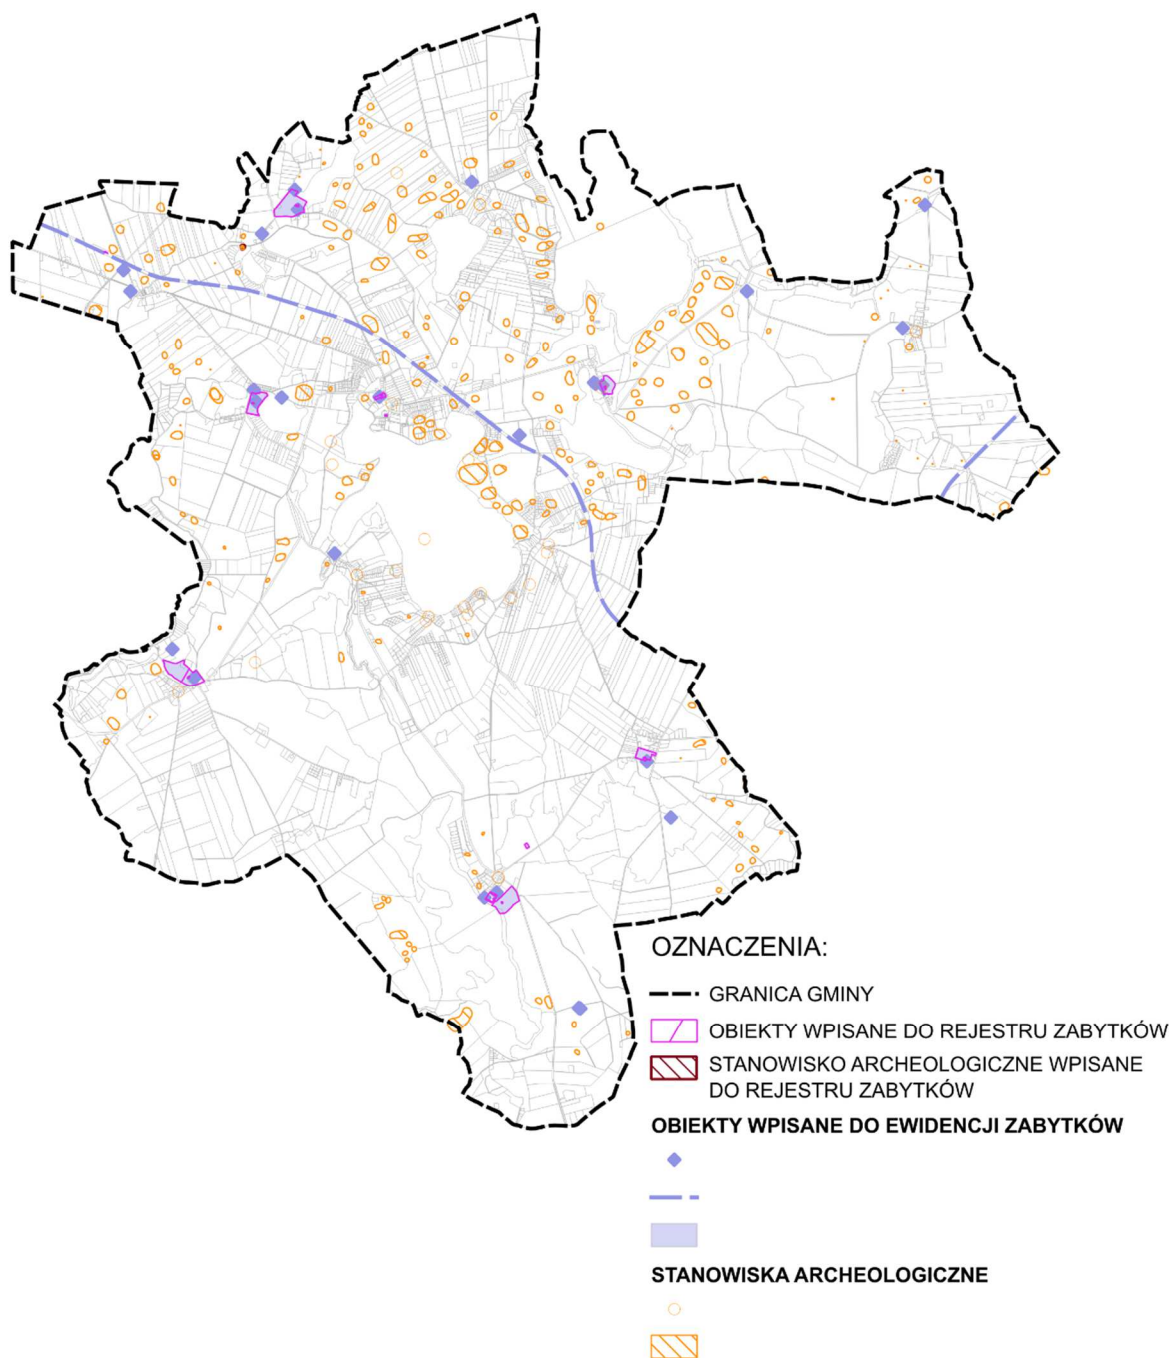 OZNACZENIA:
GRANICA GMINY
OBIEKTY WPISANE DO REJESTRU ZABYTKÓW
STANOWISKO ARCHEOLOGICZNE WPISANE
DO REJESTRU ZABYTKÓW
OBIEKTY WPISANE DO EWIDENCJI ZABYTKÓW
STANOWISKA ARCHEOLOGICZNE